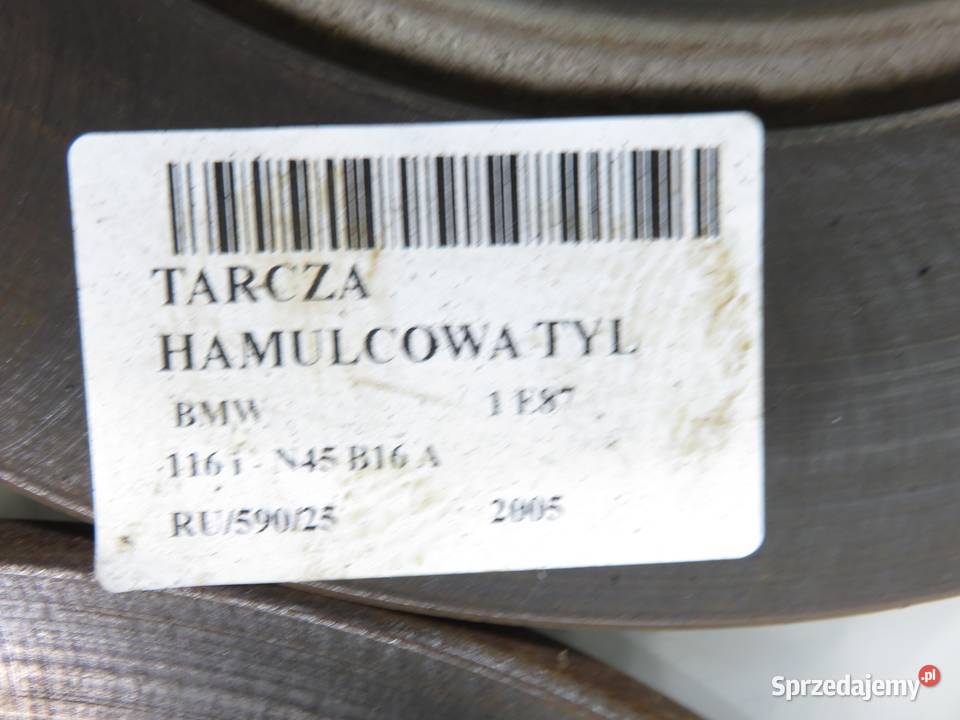 TARCZA
HAMULCOWA TYL
BMW 1 E87
116 i - N45 B16 A
RU/590/25 2005
Sprzedajemy.pl